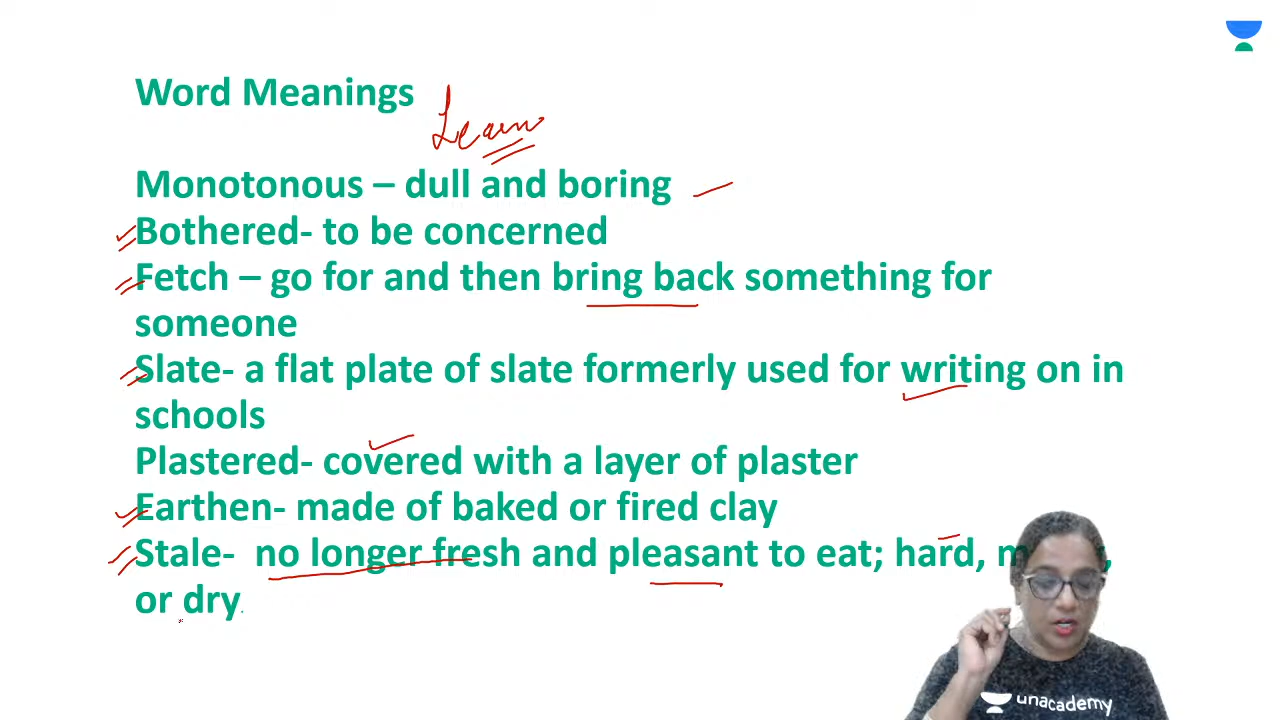 Word Meanings
Learn
Monotonous – dull and boring
Bothered- to be concerned
Fetch – go for and then bring back something for
someone
Slate- a flat plate of slate formerly used for writing on in
schools
Plastered- covered with a layer of plaster
Earthen- made of baked or fired clay
Stale-  no longer fresh and pleasant to eat; hard,
or dry
unacademy